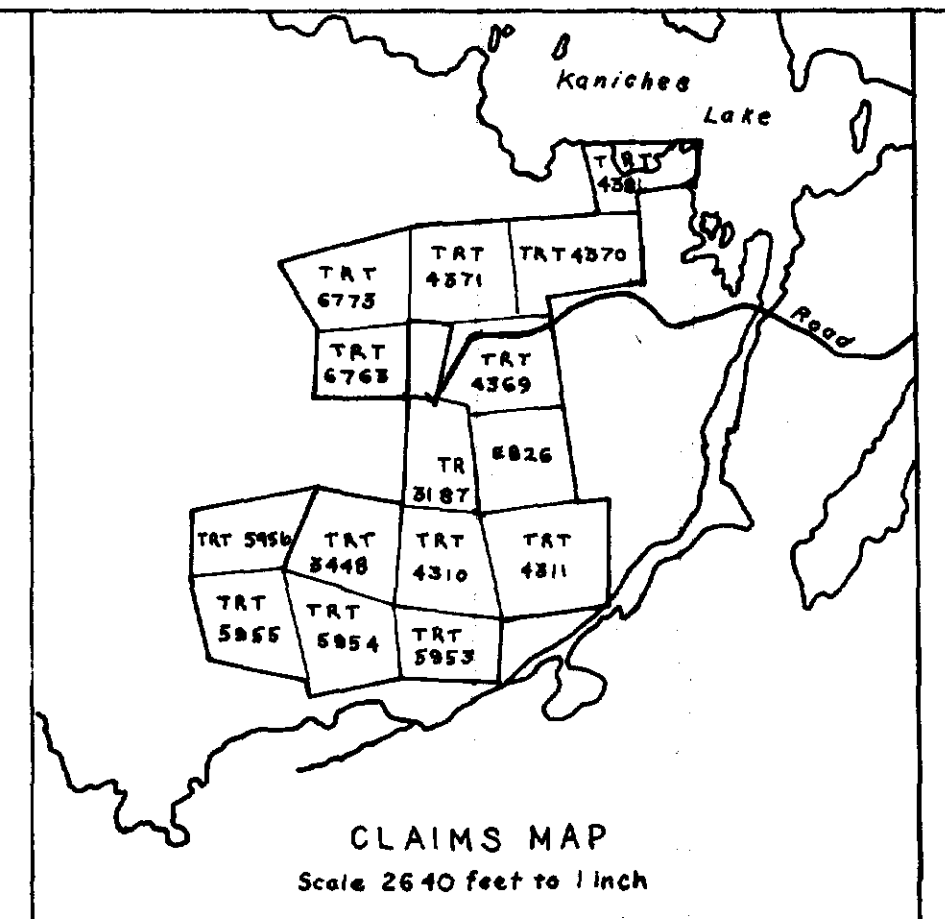 Kanichee
Lake
TRT
4381
TRT
4371
TRT 4370
TRT
6773
Road
TRT
6763
TRT
4369
E826
TR
3187
TRT 5956
TRT
3448
TRT
4310
TRT
4311
TRT
5955
TRT
5954
TRT
5953
CLAIMS MAP
Scale 2640 feet to 1 inch